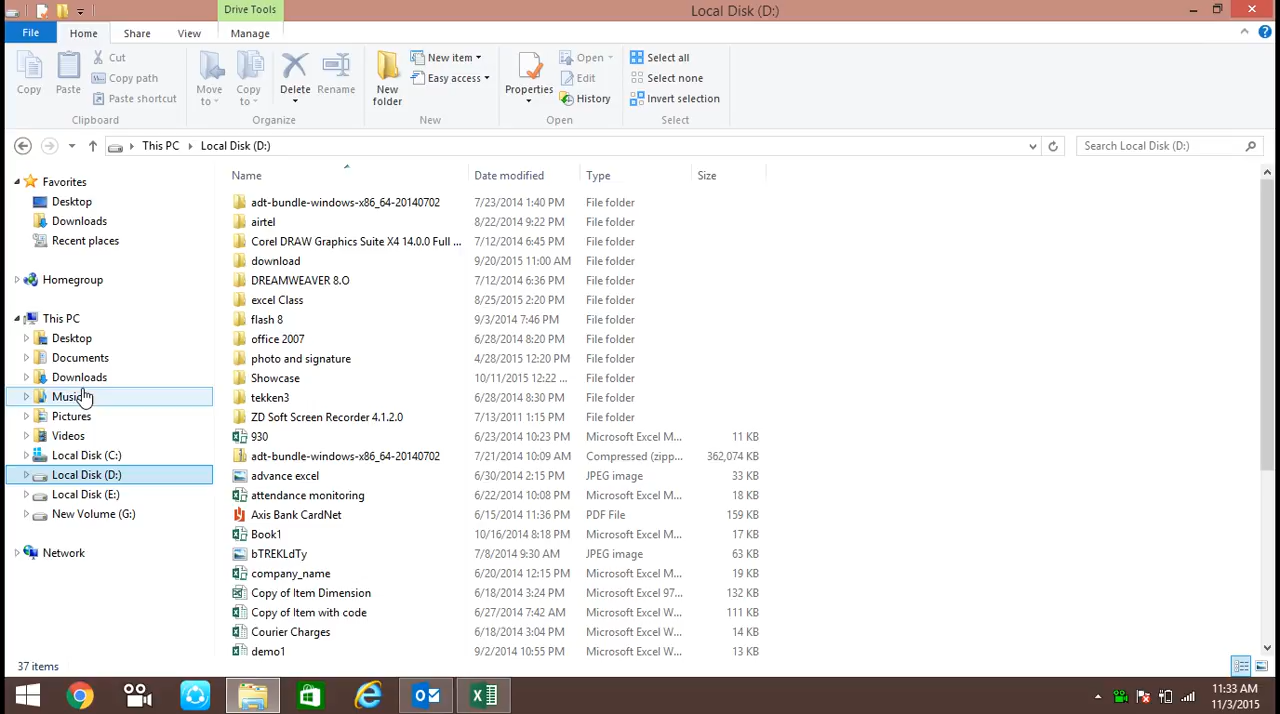 Drive Tools
Local Disk (D:)
File Home Share View Manage
Copy
Paste
Cut
Copy path
Paste shortcut
Clipboard
Move to
Copy to
Delete
Rename
Organize
New folder
New item
Easy access
New
Properties
Open
Edit
History
Open
Select all
Select none
Invert selection
Select
This PC Local Disk (D:)
Search Local Disk (D:)
Favorites
Desktop
Downloads
Recent places
Homegroup
This PC
Desktop
Documents
Downloads
Music
Pictures
Videos
Local Disk (C:)
Local Disk (D:)
Local Disk (E:)
New Volume (G:)
Network
Name Date modified Type Size
adt-bundle-windows-x86_64-20140702 7/23/2014 1:40 PM File folder
airtel 8/22/2014 9:22 PM File folder
Corel DRAW Graphics Suite X4 14.0.0 Full ... 7/12/2014 6:45 PM File folder
download 9/20/2015 11:00 AM File folder
DREAMWEAVER 8.O 7/12/2014 6:36 PM File folder
excel Class 8/25/2015 2:20 PM File folder
flash 8 9/3/2014 7:46 PM File folder
office 2007 6/28/2014 8:20 PM File folder
photo and signature 4/28/2015 12:20 PM File folder
Showcase 10/11/2015 12:22 ... File folder
tekken3 6/28/2014 8:30 PM File folder
ZD Soft Screen Recorder 4.1.2.0 7/13/2011 1:15 PM File folder
930 6/23/2014 10:23 PM Microsoft Excel M... 11 KB
adt-bundle-windows-x86_64-20140702 7/21/2014 10:09 AM Compressed (zipp... 362,074 KB
advance excel 6/30/2014 2:15 PM JPEG image 33 KB
attendance monitoring 6/22/2014 10:08 PM Microsoft Excel M... 18 KB
Axis Bank CardNet 6/15/2014 11:36 PM PDF File 159 KB
Book1 10/16/2014 8:18 PM Microsoft Excel M... 17 KB
bTREKLdTy 7/8/2014 9:30 AM JPEG image 63 KB
company_name 6/20/2014 12:15 PM Microsoft Excel M... 19 KB
Copy of Item Dimension 6/18/2014 3:24 PM Microsoft Excel 97... 132 KB
Copy of Item with code 6/27/2014 7:42 AM Microsoft Excel W... 111 KB
Courier Charges 6/18/2014 3:04 PM Microsoft Excel W... 14 KB
demo1 9/2/2014 10:55 PM Microsoft Excel W... 13 KB
37 items
11:33 AM
11/3/2015